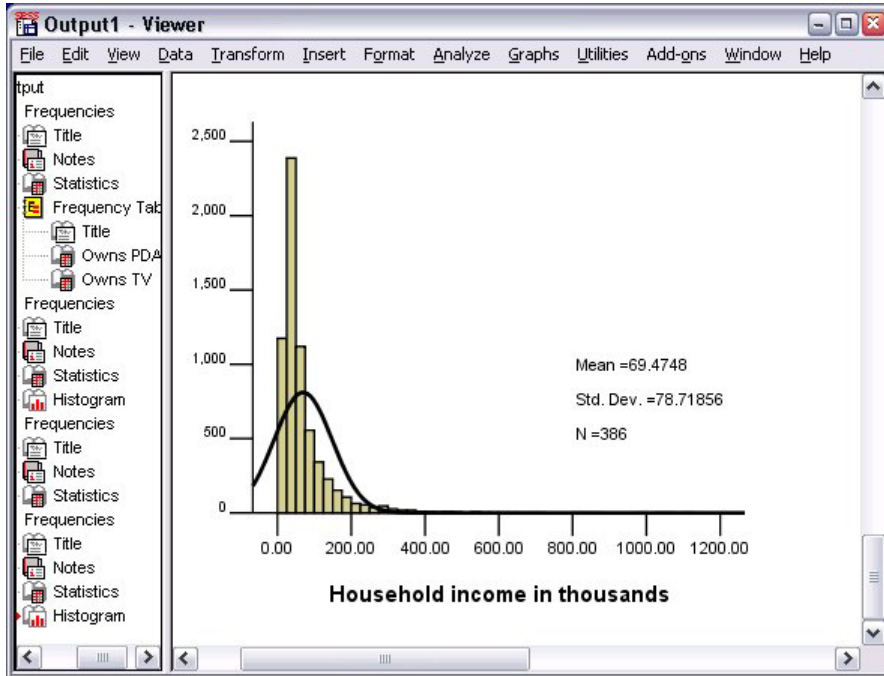 Output1 - Viewer
File Edit View Data Transform Insert Format Analyze Graphs Utilities Add-ons Window Help
tput
Frequencies
Title
Notes
Statistics
Frequency Tab
Title
Owns PDA
Owns TV
Frequencies
Title
Notes
Statistics
Histogram
Frequencies
Title
Notes
Statistics
Frequencies
Title
Notes
Statistics
Histogram
2,500
2,000
1,500
1,000
500
0
Mean =69.4748
Std. Dev. =78.71856
N =386
0.00 200.00 400.00 600.00 800.00 1000.00 1200.00
Household income in thousands